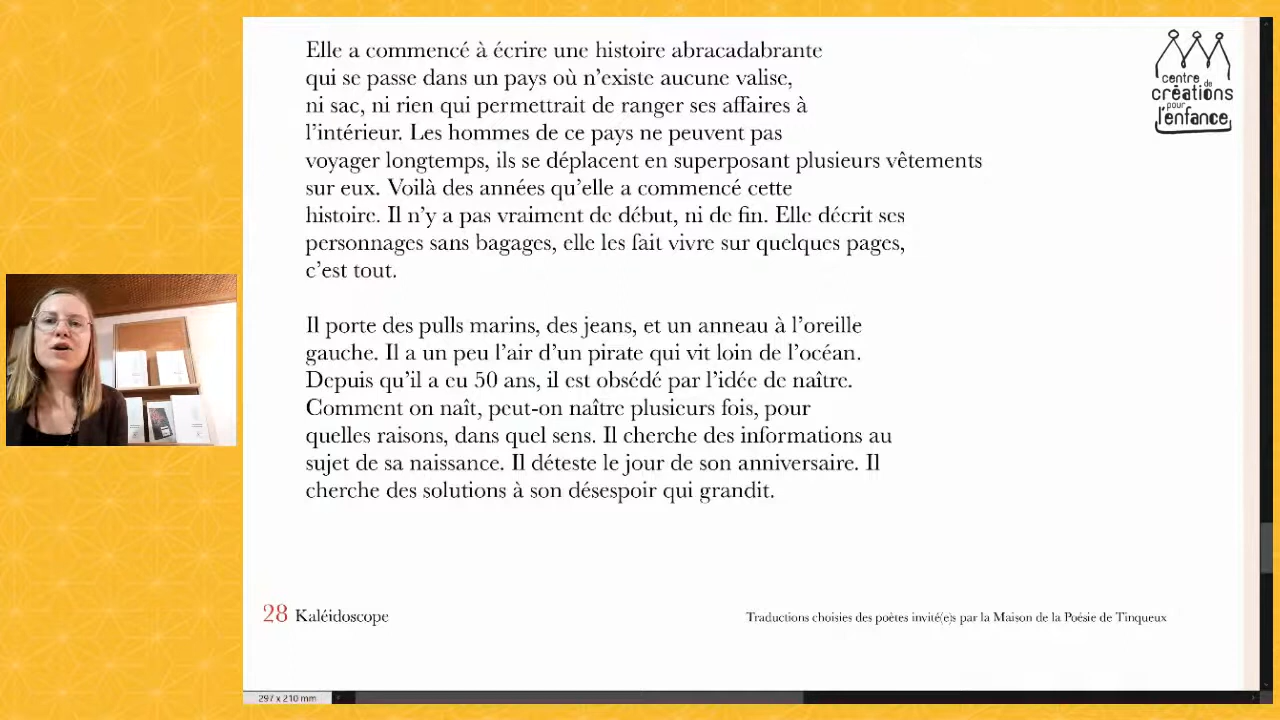 Elle a commencé à écrire une histoire abracadabrante
qui se passe dans un pays où n'existe aucune valise,
ni sac, ni rien qui permettrait de ranger ses affaires à
l'intérieur. Les hommes de ce pays ne peuvent pas
voyager longtemps, ils se déplacent en superposant plusieurs vêtements
sur eux. Voilà des années qu'elle a commencé cette
histoire. Il n'y a pas vraiment de début, ni de fin. Elle décrit ses
personnages sans bagages, elle les fait vivre sur quelques pages,
c'est tout.
Il porte des pulls marins, des jeans, et un anneau à l'oreille
gauche. Il a un peu l'air d'un pirate qui vit loin de l'océan.
Depuis qu'il a eu 50 ans, il est obsédé par l'idée de naître.
Comment on naît, peut-on naître plusieurs fois, pour
quelles raisons, dans quel sens. Il cherche des informations au
sujet de sa naissance. Il déteste le jour de son anniversaire. Il
cherche des solutions à son désespoir qui grandit.
centre de
créations
pour
l'enfance
28 Kaléidoscope
Traductions choisies des poètes invité(e)s par la Maison de la Poésie de Tinqueux
297 x 210 mm